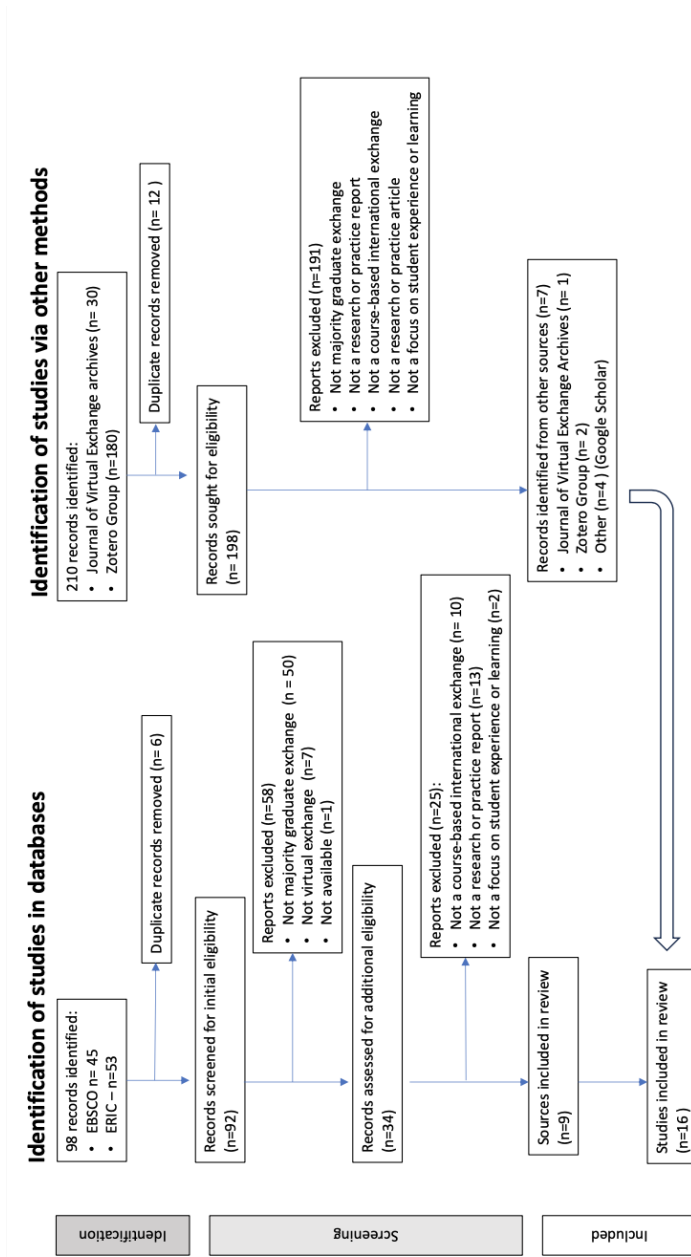 Identification of studies in databases
Identification of studies via other methods
Identification
Screening
Included
98 records identified:
• EBSCO n= 45
• ERIC – n=53
Duplicate records removed (n= 6)
Records screened for initial eligibility
(n=92)
Reports excluded (n=58)
• Not majority graduate exchange  (n = 50)
• Not virtual exchange  (n=7)
• Not available (n=1)
Records assessed for additional eligibility
(n=34)
Reports excluded (n=25):
• Not a course-based international exchange (n= 10)
• Not a research or practice report (n=13)
• Not a focus on student experience or learning (n=2)
Sources included in review
(n=9)
Studies included in review
(n=16 )
210 records identified:
• Journal of Virtual Exchange archives (n= 30)
• Zotero Group (n=180)
Duplicate records removed (n= 12 )
Records sought for eligibility
(n= 198)
Reports excluded (n=191)
• Not majority graduate exchange
• Not a research or practice report
• Not a course-based international exchange
• Not a research or practice article
• Not a focus on student experience or learning
Records identified from other sources (n=7)
• Journal of Virtual Exchange Archives (n= 1)
• Zotero Group (n= 2)
• Other (n=4 ) (Google Scholar)